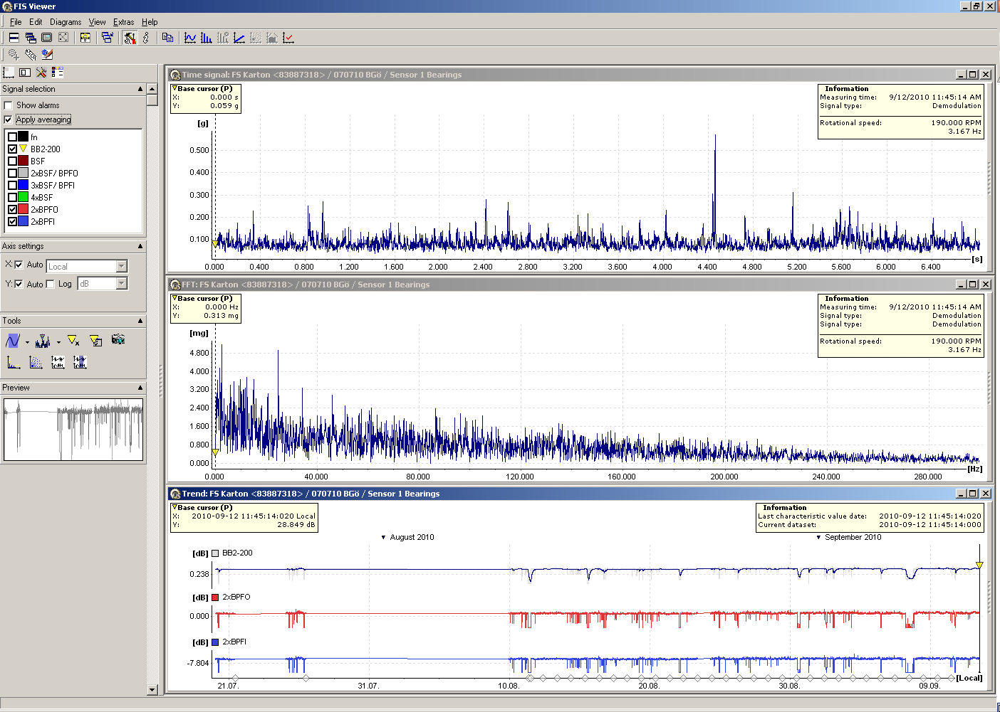 FIS Viewer
File Edit Diagrams View Extras Help
Signal selection
Show alarms
Apply averaging
fn
BB2-200
BSF
2xBSF/ BPFO
3xBSF/ BPFI
4xBSF
2xBPFO
2xBPFI
Axis settings
X: Auto Local
Y: Auto Log dB
Tools
Preview
Time signal: FS Karton <83887318> / 070710 BGö / Sensor 1 Bearings
Base cursor (P)
X: 0.000 s
Y: 0.059 g
Information
Measuring time: 9/12/2010 11:45:14 AM
Signal type: Demodulation
Rotational speed: 190.000 RPM
3.167 Hz
[g]
0.500
0.400
0.300
0.200
0.100
0.000 0.400 0.800 1.200 1.600 2.000 2.400 2.800 3.200 3.600 4.000 4.400 4.800 5.200 5.600 6.000 6.400 [s]
FFT: FS Karton <83887318> / 070710 BGö / Sensor 1 Bearings
Base cursor (P)
X: 0.000 Hz
Y: 0.313 mg
Information
Measuring time: 9/12/2010 11:45:14 AM
Signal type: Demodulation
Signal type: Demodulation
Rotational speed: 190.000 RPM
3.167 Hz
[mg]
4.800
4.000
3.200
2.400
1.600
0.800
0.000
0.000 40.000 80.000 120.000 160.000 200.000 240.000 280.000 [Hz]
Trend: FS Karton <83887318> / 070710 BGö / Sensor 1 Bearings
Base cursor (P)
X: 2010-09-12 11:45:14:020 Local
Y: 28.849 dB
Information
Last characteristic value date: 2010-09-12 11:45:14:020
Current dataset: 2010-09-12 11:45:14:000
August 2010 September 2010
[dB] BB2-200
0.238
[dB] 2xBPFO
0.000
[dB] 2xBPFI
-7.804
[Local]
21.07. 31.07. 10.08. 20.08. 30.08. 09.09.